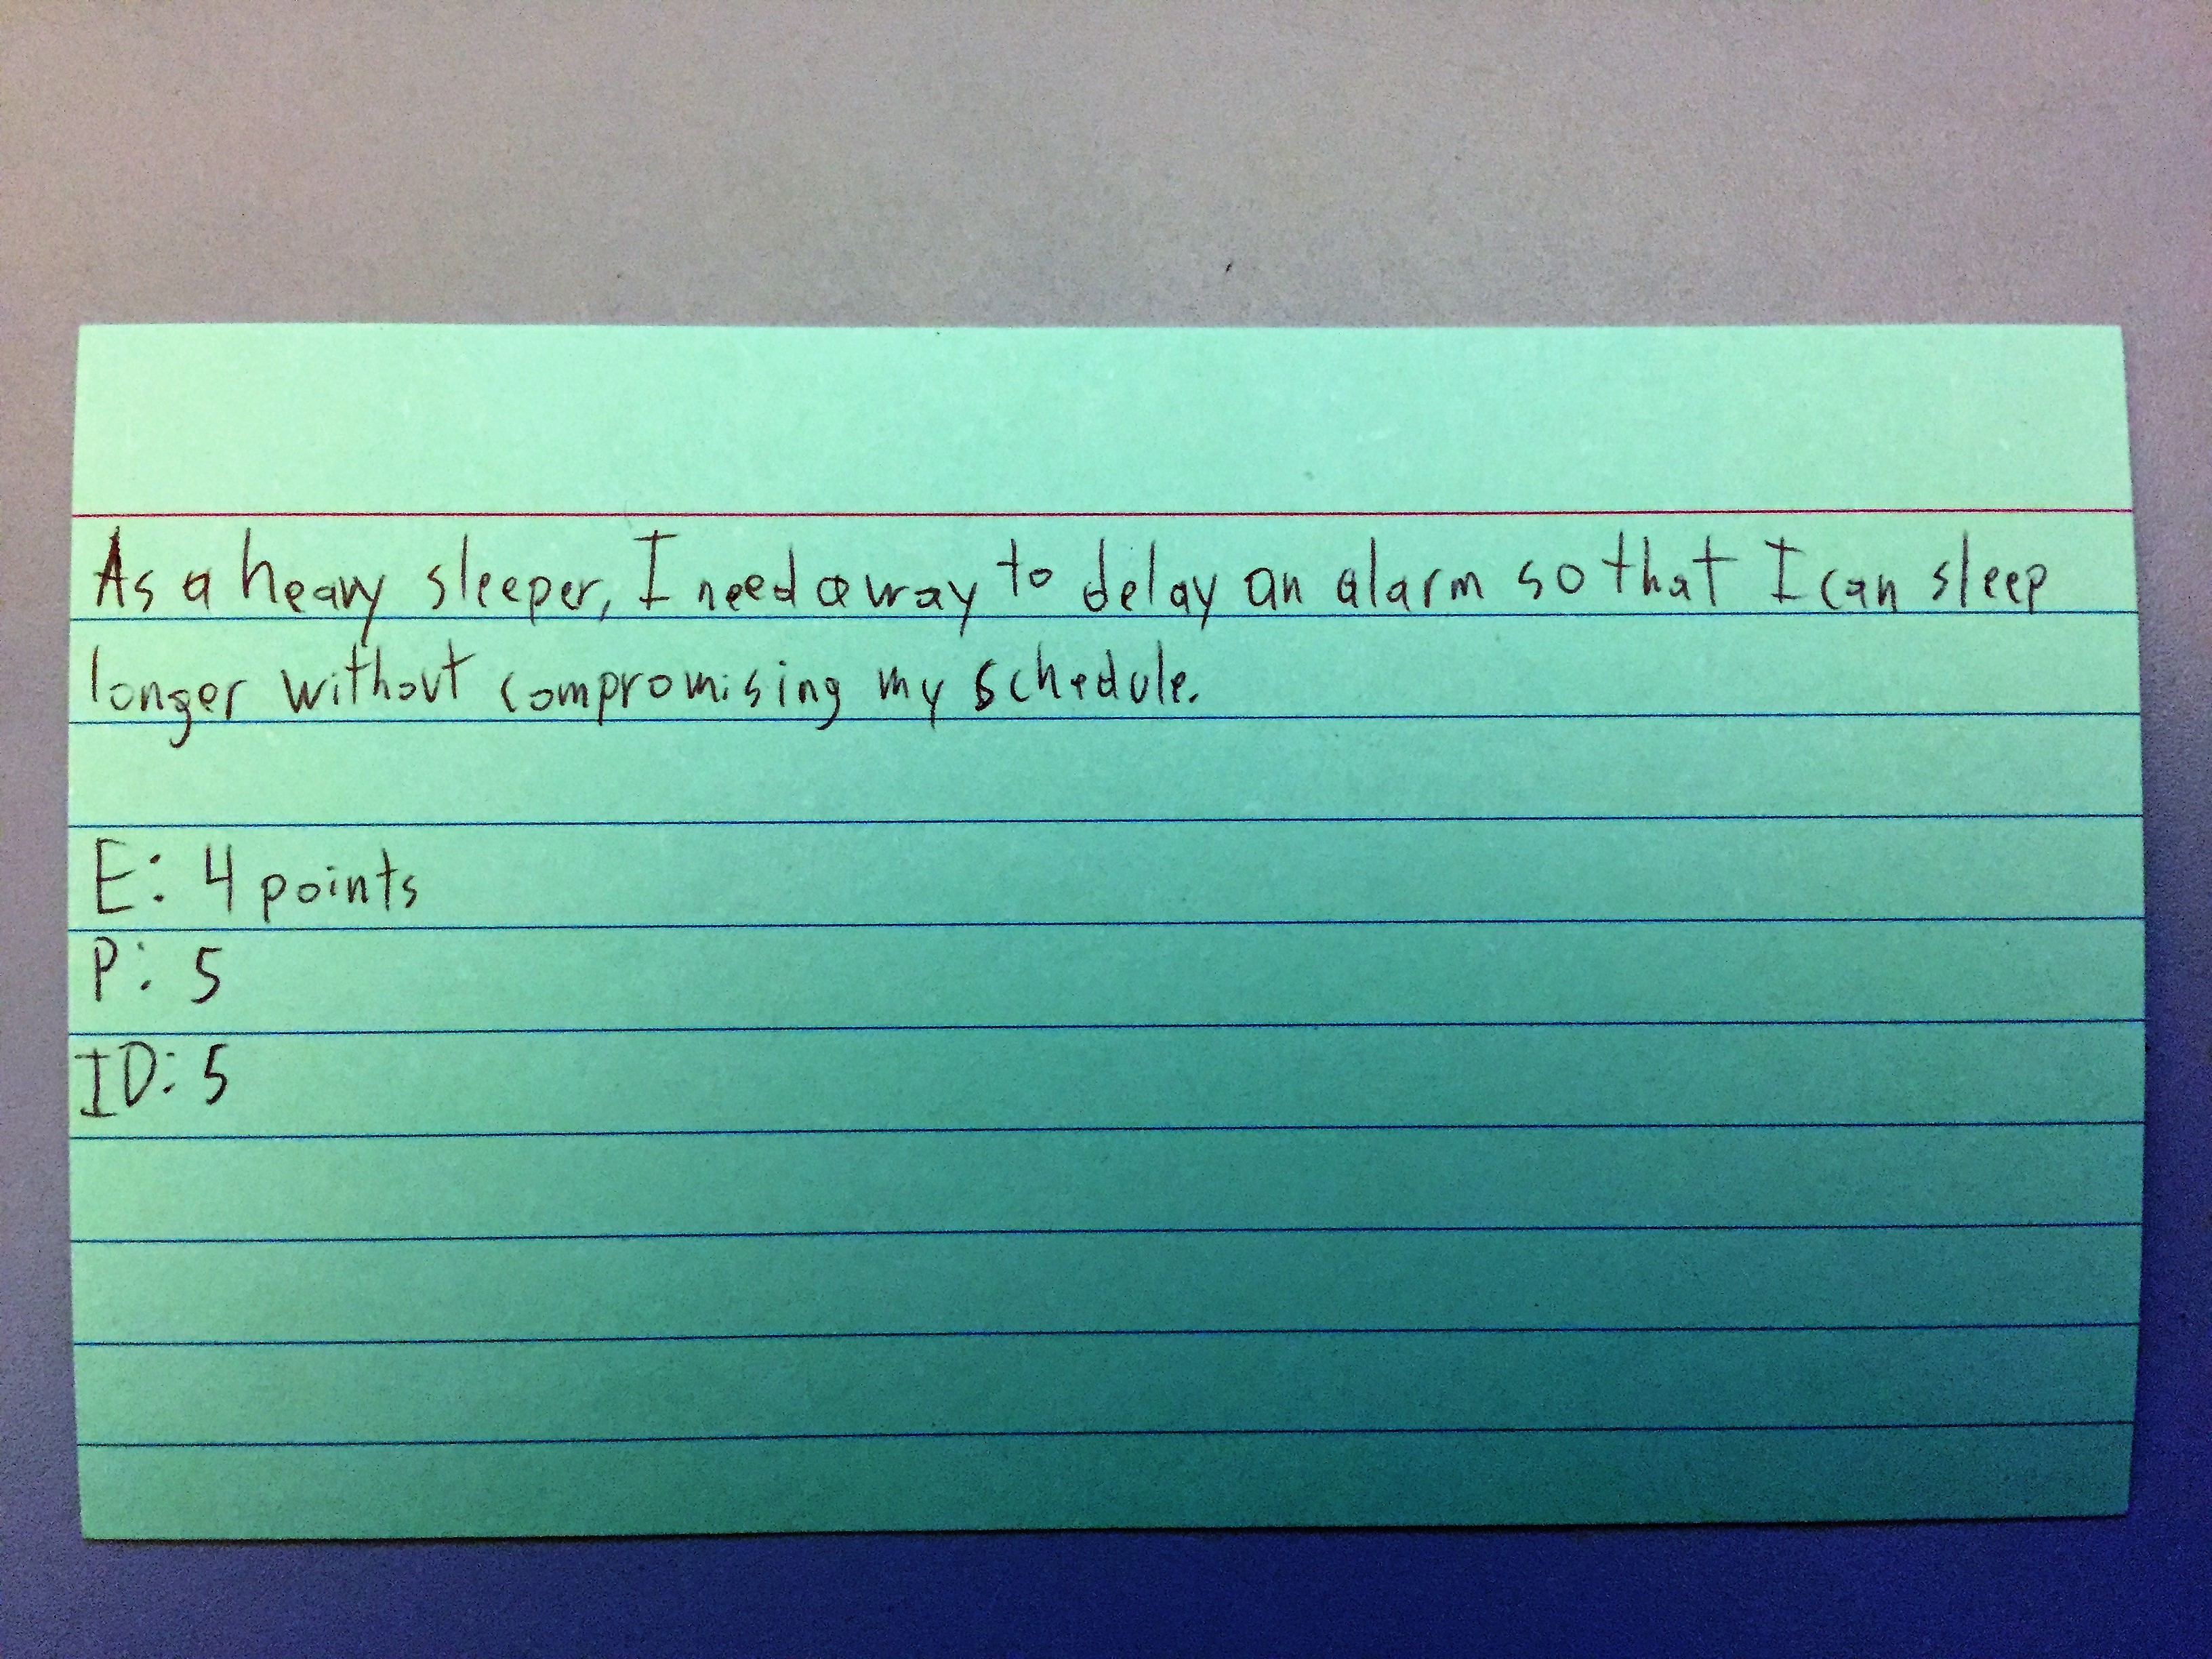 As a heavy sleeper, I need a way to delay an alarm so that I can sleep
longer without compromising my schedule.
E: 4 points
P: 5
ID: 5